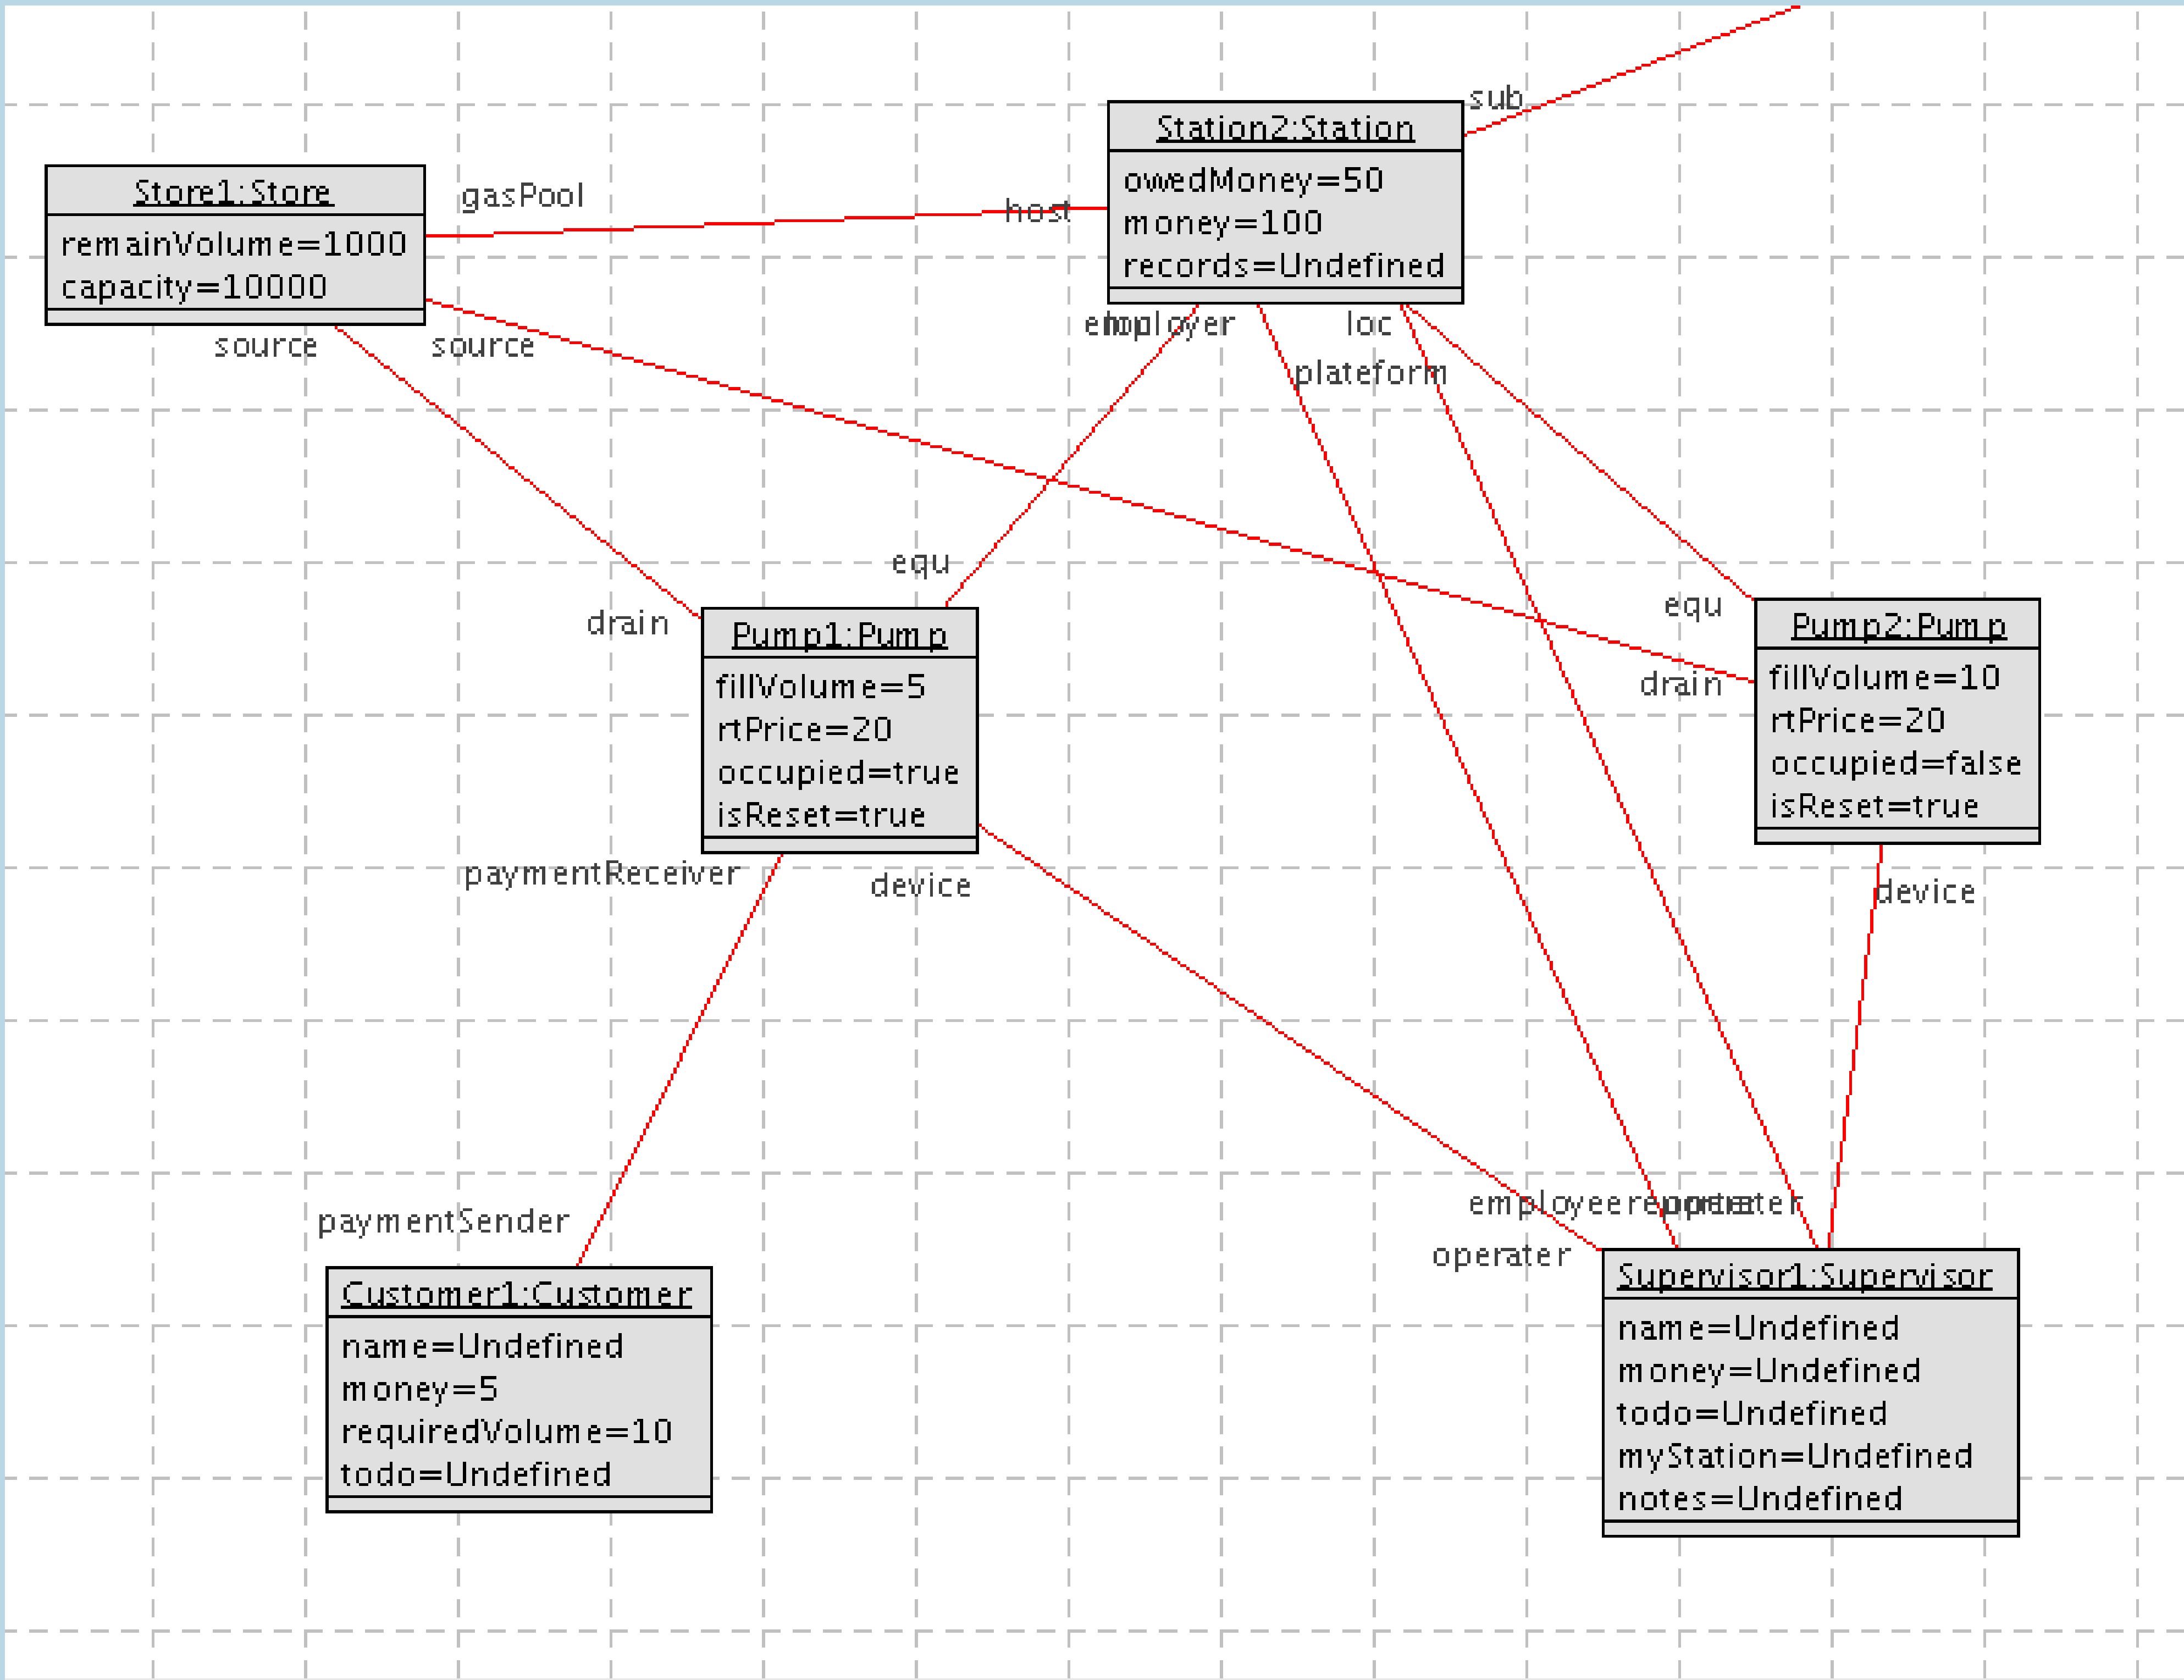 sub
Station2:Station
owedMoney=50
money=100
records=Undefined
Store1:Store
remainVolume=1000
capacity=10000
gasPool
host
source
source
employer
loc
plateform
equ
drain
Pump1:Pump
fillVolume=5
rtPrice=20
occupied=true
isReset=true
equ
drain
Pump2:Pump
fillVolume=10
rtPrice=20
occupied=false
isReset=true
paymentReceiver
device
device
paymentSender
employee
operater
Customer1:Customer
name=Undefined
money=5
requiredVolume=10
todo=Undefined
Supervisor1:Supervisor
name=Undefined
money=Undefined
todo=Undefined
myStation=Undefined
notes=Undefined